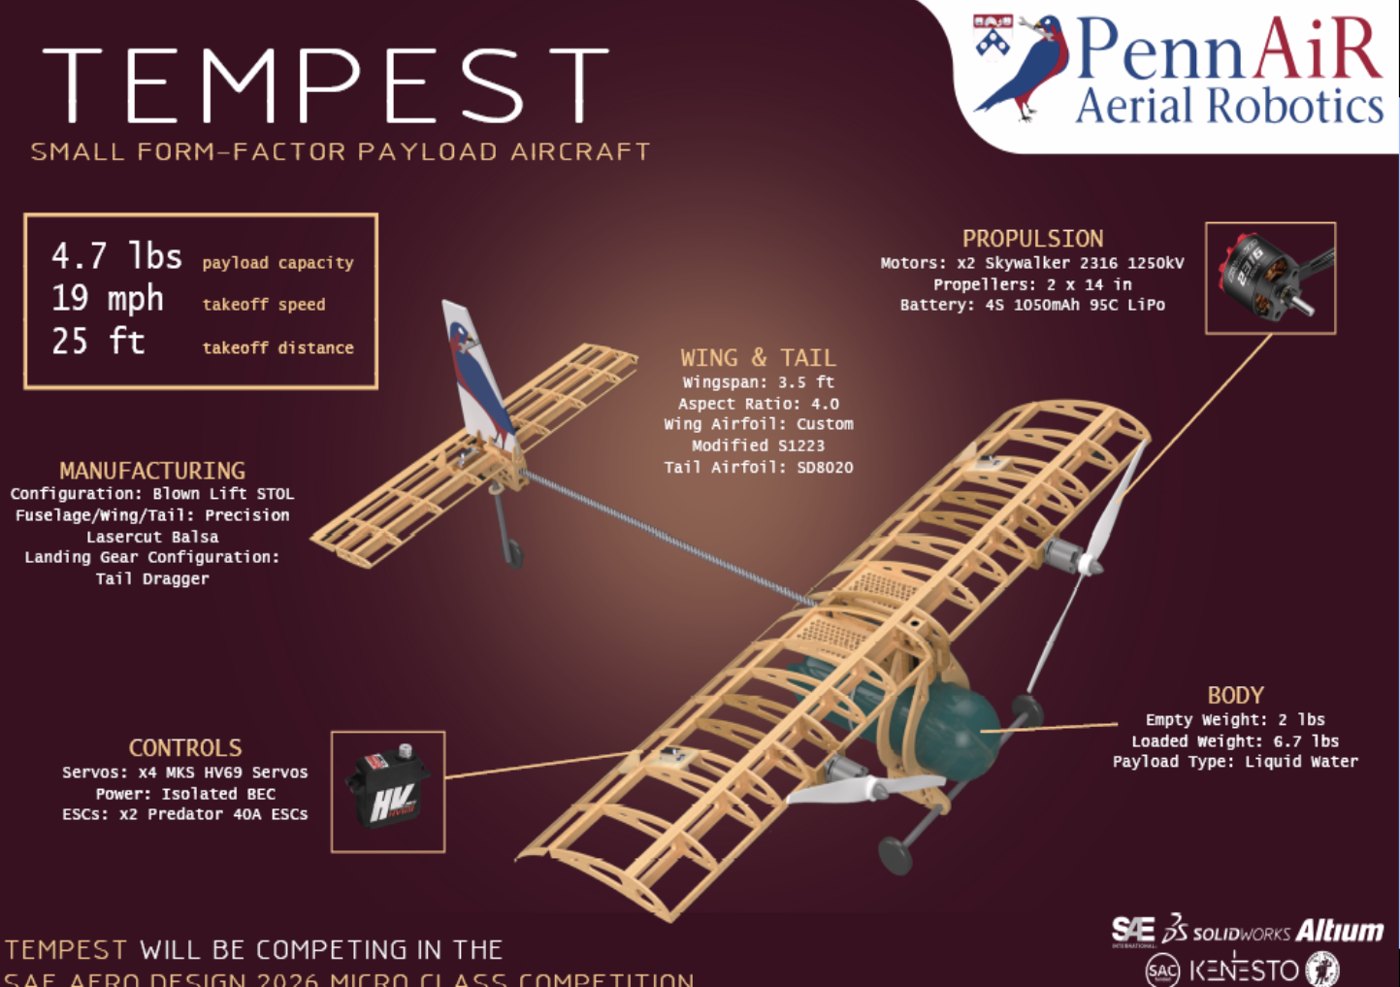 TEMPEST
SMALL FORM-FACTOR PAYLOAD AIRCRAFT
PennAiR
Aerial Robotics
4.7 lbs payload capacity
19 mph takeoff speed
25 ft takeoff distance
PROPULSION
Motors: x2 Skywalker 2316 1250kV
Propellers: 2 x 14 in
Battery: 4S 1050mAh 95C LiPo
2316
WING & TAIL
Wingspan: 3.5 ft
Aspect Ratio: 4.0
Wing Airfoil: Custom
Modified S1223
Tail Airfoil: SD8020
MANUFACTURING
Configuration: Blown Lift STOL
Fuselage/Wing/Tail: Precision
Lasercut Balsa
Landing Gear Configuration:
Tail Dragger
BODY
Empty Weight: 2 lbs
Loaded Weight: 6.7 lbs
Payload Type: Liquid Water
CONTROLS
Servos: x4 MKS HV69 Servos
Power: Isolated BEC
ESCs: x2 Predator 40A ESCs
HV
TEMPEST WILL BE COMPETING IN THE
SAE AERO DESIGN 2026 MICRO CLASS COMPETITION
SAE INTERNATIONAL
SOLIDWORKS
Altium
SAC
KENESTO